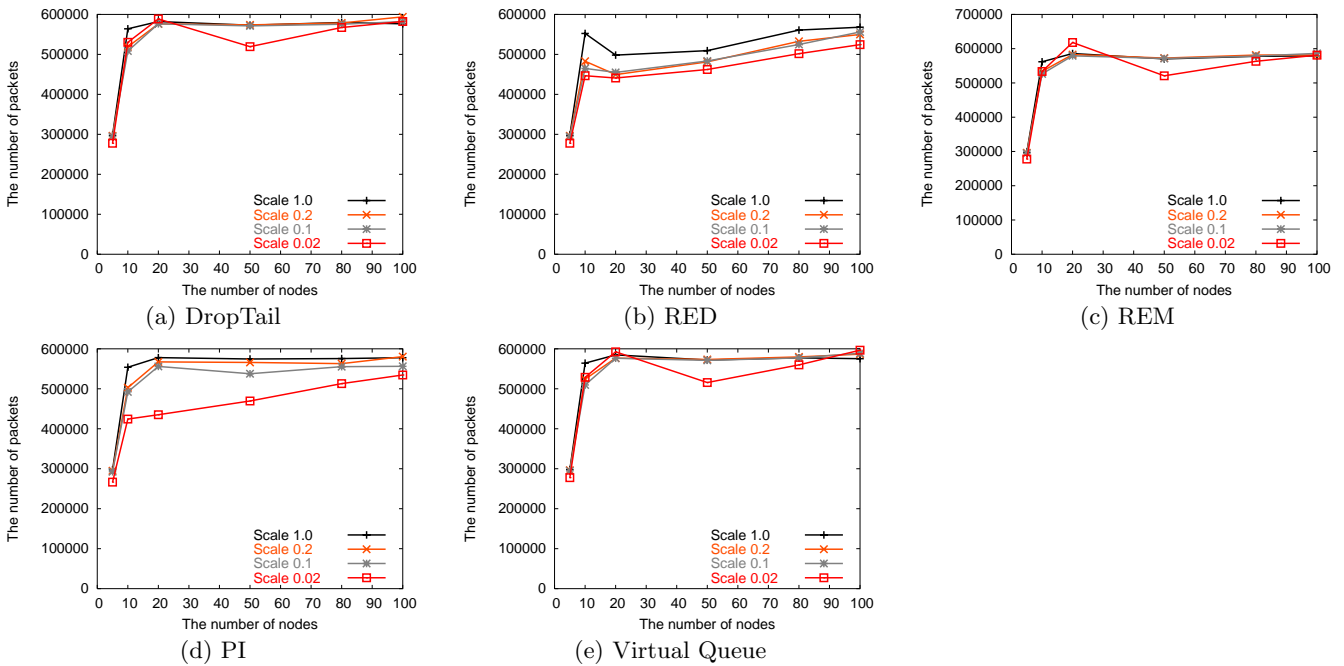 600000
500000
400000
300000
200000
100000
0
The number of packets
Scale 1.0
Scale 0.2
Scale 0.1
Scale 0.02
0 10 20 30 40 50 60 70 80 90 100
The number of nodes
(a) DropTail
600000
500000
400000
300000
200000
100000
0
The number of packets
Scale 1.0
Scale 0.2
Scale 0.1
Scale 0.02
0 10 20 30 40 50 60 70 80 90 100
The number of nodes
(b) RED
700000
600000
500000
400000
300000
200000
100000
0
The number of packets
Scale 1.0
Scale 0.2
Scale 0.1
Scale 0.02
0 10 20 30 40 50 60 70 80 90 100
The number of nodes
(c) REM
600000
500000
400000
300000
200000
100000
0
The number of packets
Scale 1.0
Scale 0.2
Scale 0.1
Scale 0.02
0 10 20 30 40 50 60 70 80 90 100
The number of nodes
(d) PI
600000
500000
400000
300000
200000
100000
0
The number of packets
Scale 1.0
Scale 0.2
Scale 0.1
Scale 0.02
0 10 20 30 40 50 60 70 80 90 100
The number of nodes
(e) Virtual Queue